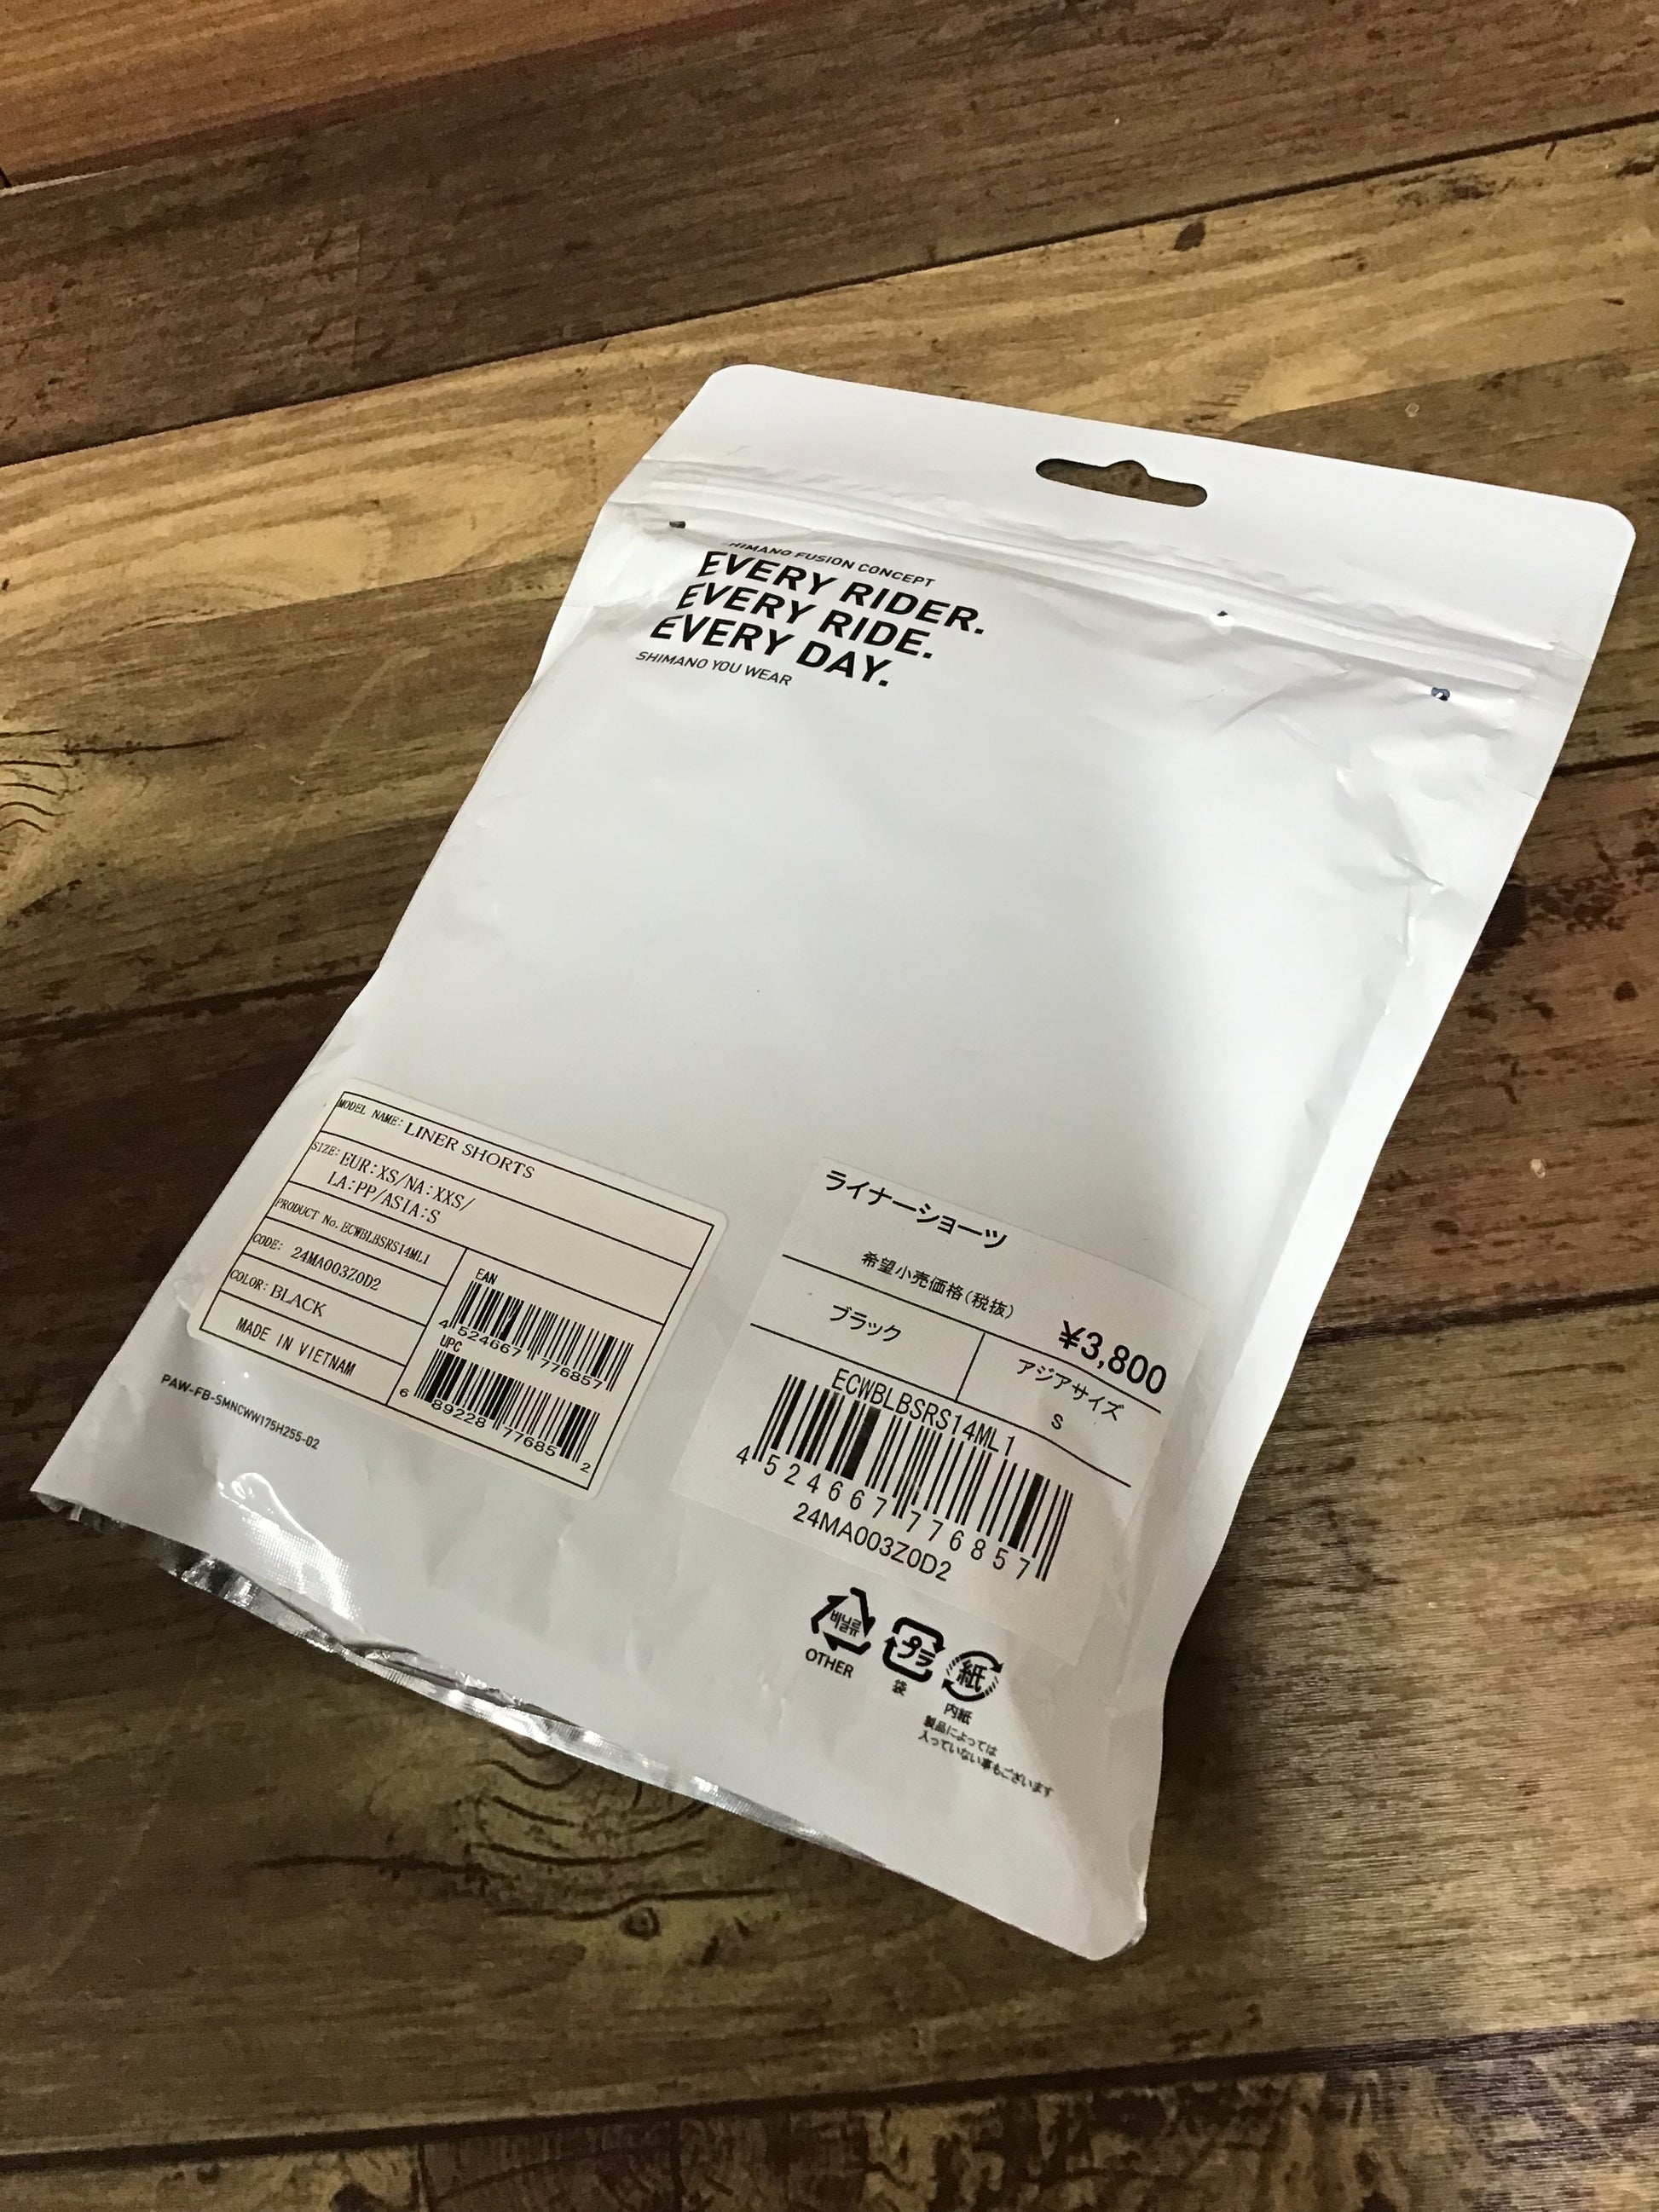 SHIMANO FUSION CONCEPT
EVERY RIDER.
EVERY RIDE.
EVERY DAY.
SHIMANO YOU WEAR
MODEL NAME: LINER SHORTS
SIZE: EUR:XS/NA:XXS/
LA:PP/ASIA:S
PRODUCT No. ECWBLBSRS14ML1
CODE: 24MA003Z0D2
COLOR: BLACK
MADE IN VIETNAM
EAN
4 524667 776857
UPC
6 89228 77685 2
PAW-FB-SMNCWW175H255-02
ライナーショーツ
希望小売価格(税抜)
¥3,800
ブラック
アジアサイズ
S
ECWBLBSRS14ML1
4 524667 776857
24MA003Z0D2
비닐류
OTHER
プラ
袋
紙
内紙
製品によっては
入っていない事もございます